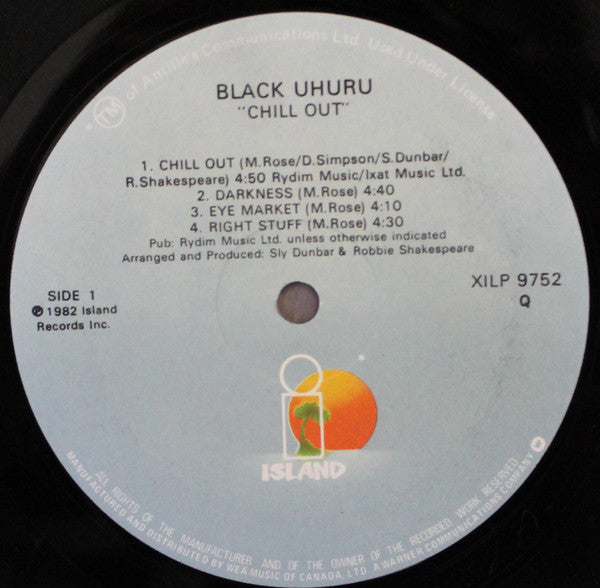 TM of Antilles Communications Ltd. Used Under License
BLACK UHURU
"CHILL OUT"
1. CHILL OUT (M.Rose/D.Simpson/S.Dunbar/
R.Shakespeare) 4:50 Rydim Music/Ixat Music Ltd.
2. DARKNESS (M.Rose) 4:40
3. EYE MARKET (M.Rose) 4:10
4. RIGHT STUFF (M.Rose) 4:30
Pub: Rydim Music Ltd. unless otherwise indicated
Arranged and Produced: Sly Dunbar & Robbie Shakespeare
SIDE 1
℗ 1982 Island
Records Inc.
XILP 9752
Q
ISLAND
ALL RIGHTS OF THE MANUFACTURER AND OF THE OWNER OF THE RECORDED WORK RESERVED.
MANUFACTURED AND DISTRIBUTED BY WEA MUSIC OF CANADA, LTD. A WARNER COMMUNICATIONS COMPANY